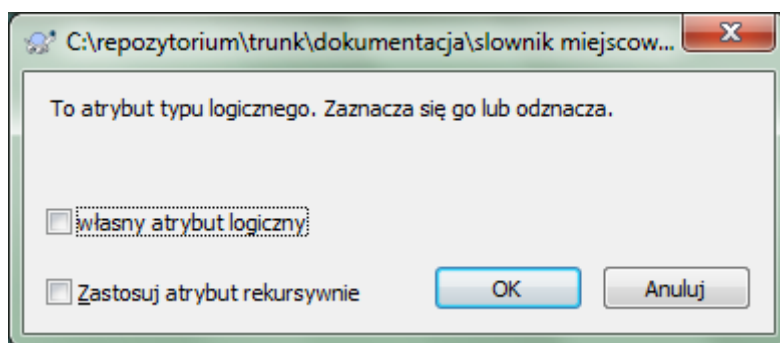 C:\repozytorium\trunk\dokumentacja\slownik miejscow...
To atrybut typu logicznego. Zaznacza się go lub odznacza.
własny atrybut logiczny
Zastosuj atrybut rekursywnie
OK
Anuluj